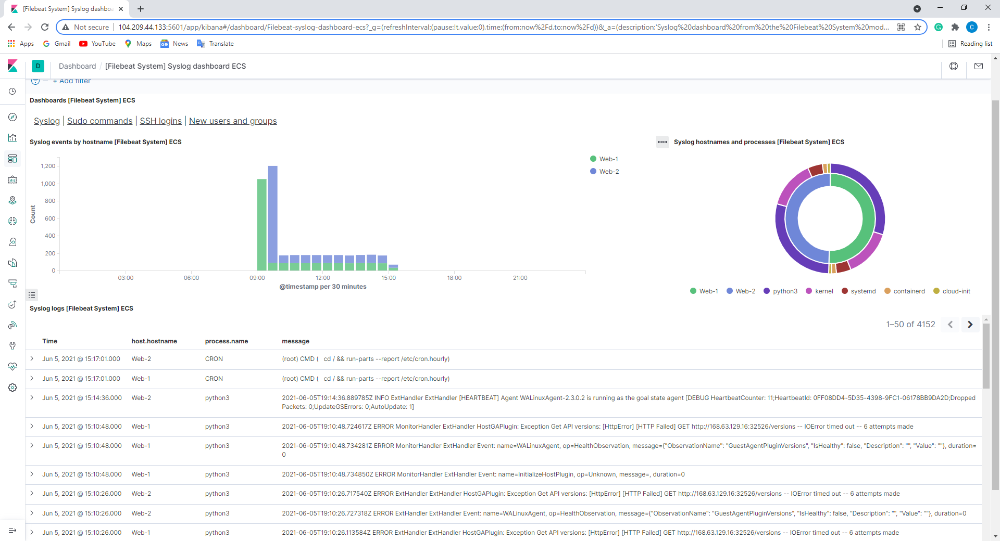 [Filebeat System] Syslog dashbo
Not secure
104.209.44.133:5601/app/kibana#/dashboard/Filebeat-syslog-dashboard-ecs?_g=(refreshInterval:(pause:!t,value:0),time:(from:now%2Fd,to:now%2Fd))&_a=(description:'Syslog%20dashboard%20from%20the%20Filebeat%20System%20mod...
C
Apps
Gmail
YouTube
Maps
News
Translate
Reading list
D
Dashboard / [Filebeat System] Syslog dashboard ECS
+ Add filter
Dashboards [Filebeat System] ECS
Syslog | Sudo commands | SSH logins | New users and groups
Syslog events by hostname [Filebeat System] ECS
1,200
1,000
800
600
400
200
0
Count
03:00
06:00
09:00
12:00
15:00
18:00
21:00
@timestamp per 30 minutes
Web-1
Web-2
Syslog hostnames and processes [Filebeat System] ECS
Web-1
Web-2
python3
kernel
systemd
containerd
cloud-init
Syslog logs [Filebeat System] ECS
1–50 of 4152
Time host.hostname process.name message
Jun 5, 2021 @ 15:17:01.000 Web-2 CRON (root) CMD (   cd / && run-parts --report /etc/cron.hourly)
Jun 5, 2021 @ 15:17:01.000 Web-1 CRON (root) CMD (   cd / && run-parts --report /etc/cron.hourly)
Jun 5, 2021 @ 15:14:36.000 Web-2 python3 2021-06-05T19:14:36.889785Z INFO ExtHandler ExtHandler [HEARTBEAT] Agent WALinuxAgent-2.3.0.2 is running as the goal state agent [DEBUG HeartbeatCounter: 11;HeartbeatId: 0FF08DD4-5D35-4398-9FC1-06178BB9DA2D;Dropped
Packets: 0;UpdateGSErrors: 0;AutoUpdate: 1]
Jun 5, 2021 @ 15:10:48.000 Web-1 python3 2021-06-05T19:10:48.724617Z ERROR MonitorHandler ExtHandler HostGAPlugin: Exception Get API versions: [HttpError] [HTTP Failed] GET http://168.63.129.16:32526/versions -- IOError timed out -- 6 attempts made
Jun 5, 2021 @ 15:10:48.000 Web-1 python3 2021-06-05T19:10:48.734281Z ERROR MonitorHandler ExtHandler Event: name=WALinuxAgent, op=HealthObservation, message={"ObservationName": "GuestAgentPluginVersions", "IsHealthy": false, "Description": "", "Value": ""}, duration=
0
Jun 5, 2021 @ 15:10:48.000 Web-1 python3 2021-06-05T19:10:48.734850Z ERROR MonitorHandler ExtHandler Event: name=InitializeHostPlugin, op=Unknown, message=, duration=0
Jun 5, 2021 @ 15:10:26.000 Web-2 python3 2021-06-05T19:10:26.717540Z ERROR ExtHandler ExtHandler HostGAPlugin: Exception Get API versions: [HttpError] [HTTP Failed] GET http://168.63.129.16:32526/versions -- IOError timed out -- 6 attempts made
Jun 5, 2021 @ 15:10:26.000 Web-2 python3 2021-06-05T19:10:26.727318Z ERROR ExtHandler ExtHandler Event: name=WALinuxAgent, op=HealthObservation, message={"ObservationName": "GuestAgentPluginVersions", "IsHealthy": false, "Description": "", "Value": ""}, duration=0
Jun 5, 2021 @ 15:10:26.000 Web-1 python3 2021-06-05T19:10:26.113584Z ERROR ExtHandler ExtHandler HostGAPlugin: Exception Get API versions: [HttpError] [HTTP Failed] GET http://168.63.129.16:32526/versions -- IOError timed out -- 6 attempts made